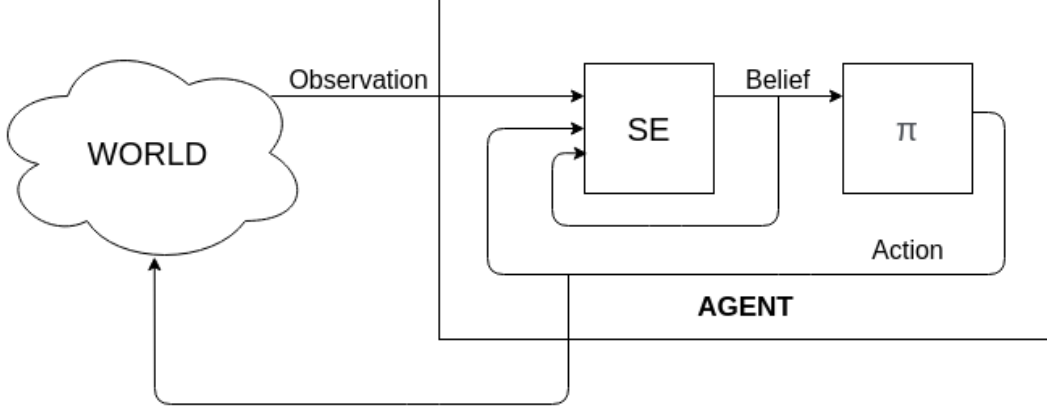 Observation
Belief
WORLD
SE
π
Action
AGENT